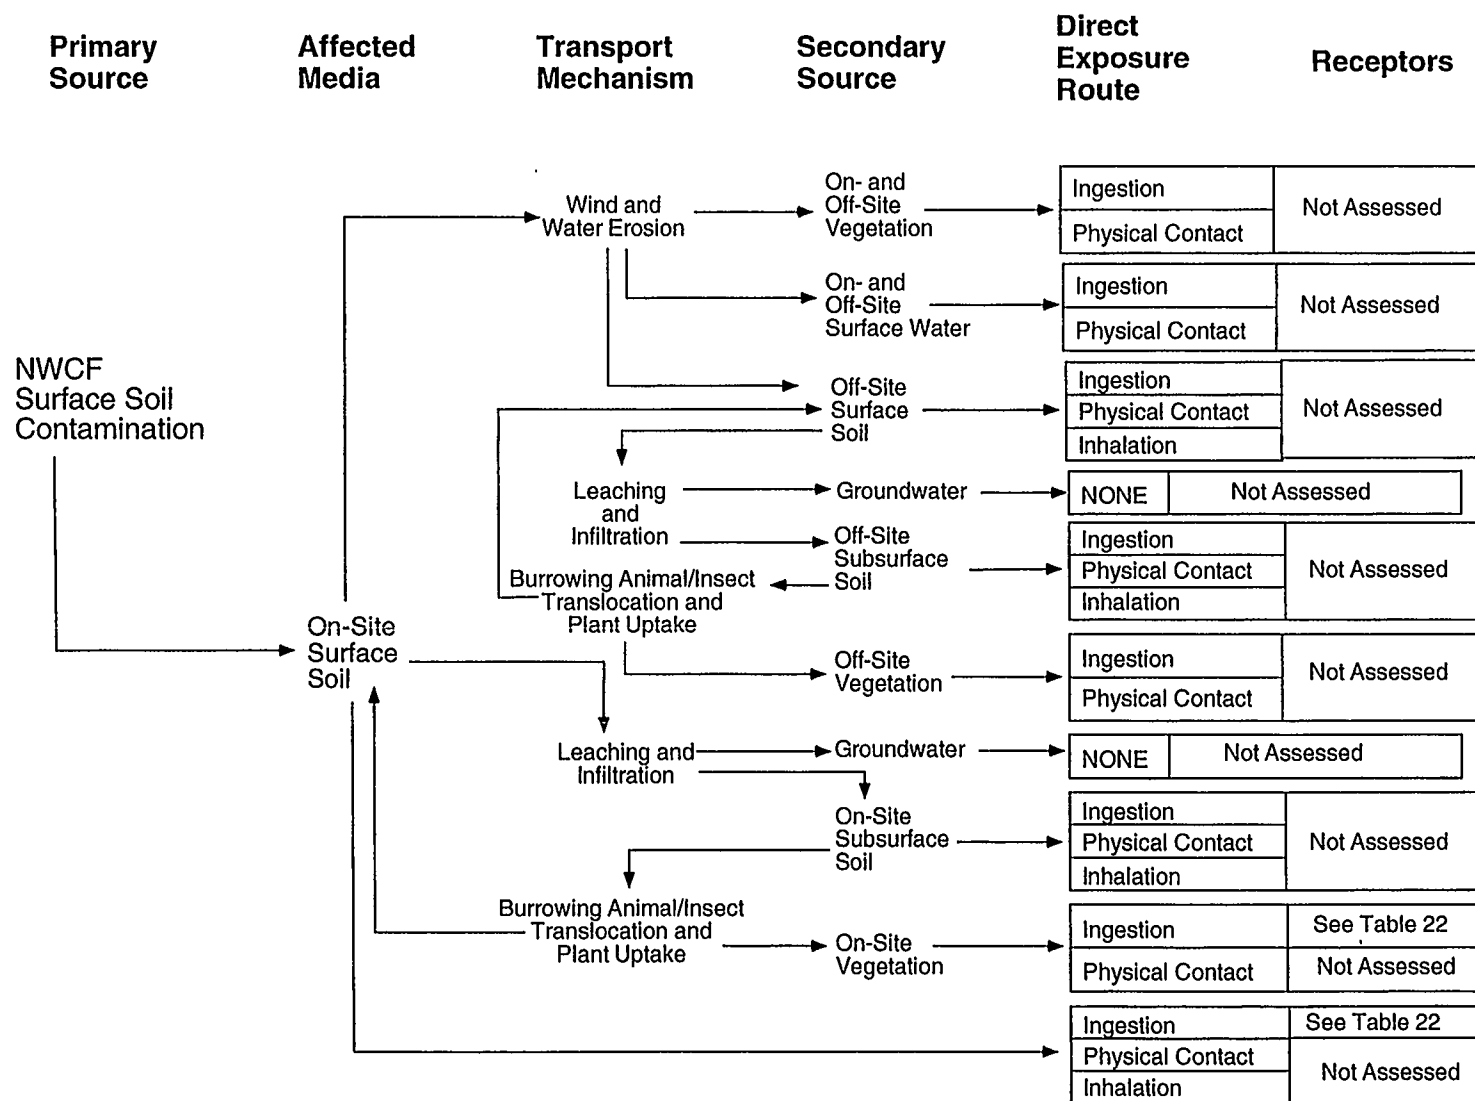 Primary
Source
Affected
Media
Transport
Mechanism
Secondary
Source
Direct
Exposure
Route
Receptors
NWCF
Surface Soil
Contamination
On-Site
Surface
Soil
Wind and
Water Erosion
On- and
Off-Site
Vegetation
Ingestion
Physical Contact
Not Assessed
On- and
Off-Site
Surface Water
Ingestion
Physical Contact
Not Assessed
Off-Site
Surface
Soil
Ingestion
Physical Contact
Inhalation
Not Assessed
Leaching
and
Infiltration
Groundwater
NONE
Not Assessed
Off-Site
Subsurface
Soil
Ingestion
Physical Contact
Inhalation
Not Assessed
Burrowing Animal/Insect
Translocation and
Plant Uptake
Off-Site
Vegetation
Ingestion
Physical Contact
Not Assessed
Leaching and
Infiltration
Groundwater
NONE
Not Assessed
On-Site
Subsurface
Soil
Ingestion
Physical Contact
Inhalation
Not Assessed
Burrowing Animal/Insect
Translocation and
Plant Uptake
On-Site
Vegetation
Ingestion
See Table 22
Physical Contact
Not Assessed
Ingestion
See Table 22
Physical Contact
Inhalation
Not Assessed